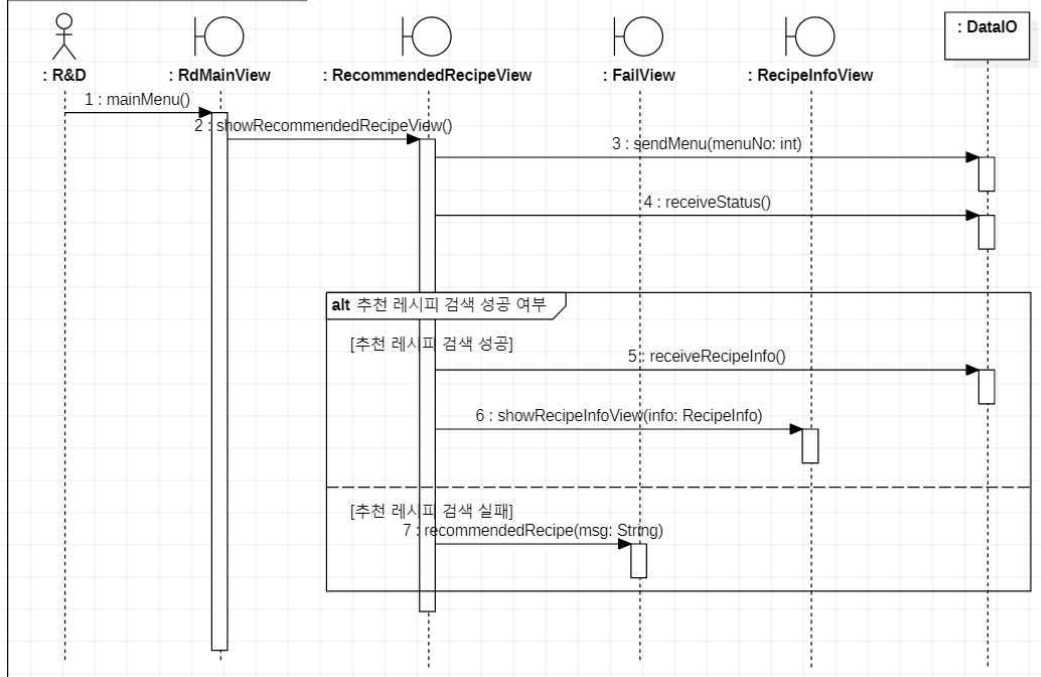 : R&D
: RdMainView
: RecommendedRecipeView
: FailView
: RecipeInfoView
: DataIO
1 : mainMenu()
2 : showRecommendedRecipeView()
3 : sendMenu(menuNo: int)
4 : receiveStatus()
alt 추천 레시피 검색 성공 여부
[추천 레시피 검색 성공]
5 : receiveRecipeInfo()
6 : showRecipeInfoView(info: RecipeInfo)
[추천 레시피 검색 실패]
7 : recommendedRecipe(msg: String)